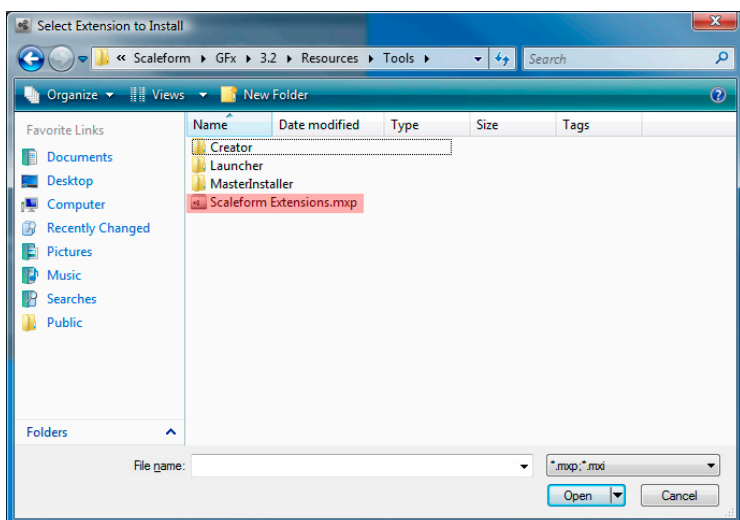 Select Extension to Install
« Scaleform ▸ GFx ▸ 3.2 ▸ Resources ▸ Tools ▸ Search
Organize Views New Folder
Favorite Links
Documents
Desktop
Computer
Recently Changed
Pictures
Music
Searches
Public
Folders
Name Date modified Type Size Tags
Creator
Launcher
MasterInstaller
Scaleform Extensions.mxp
File name: *.mxp;*.mxi
Open Cancel